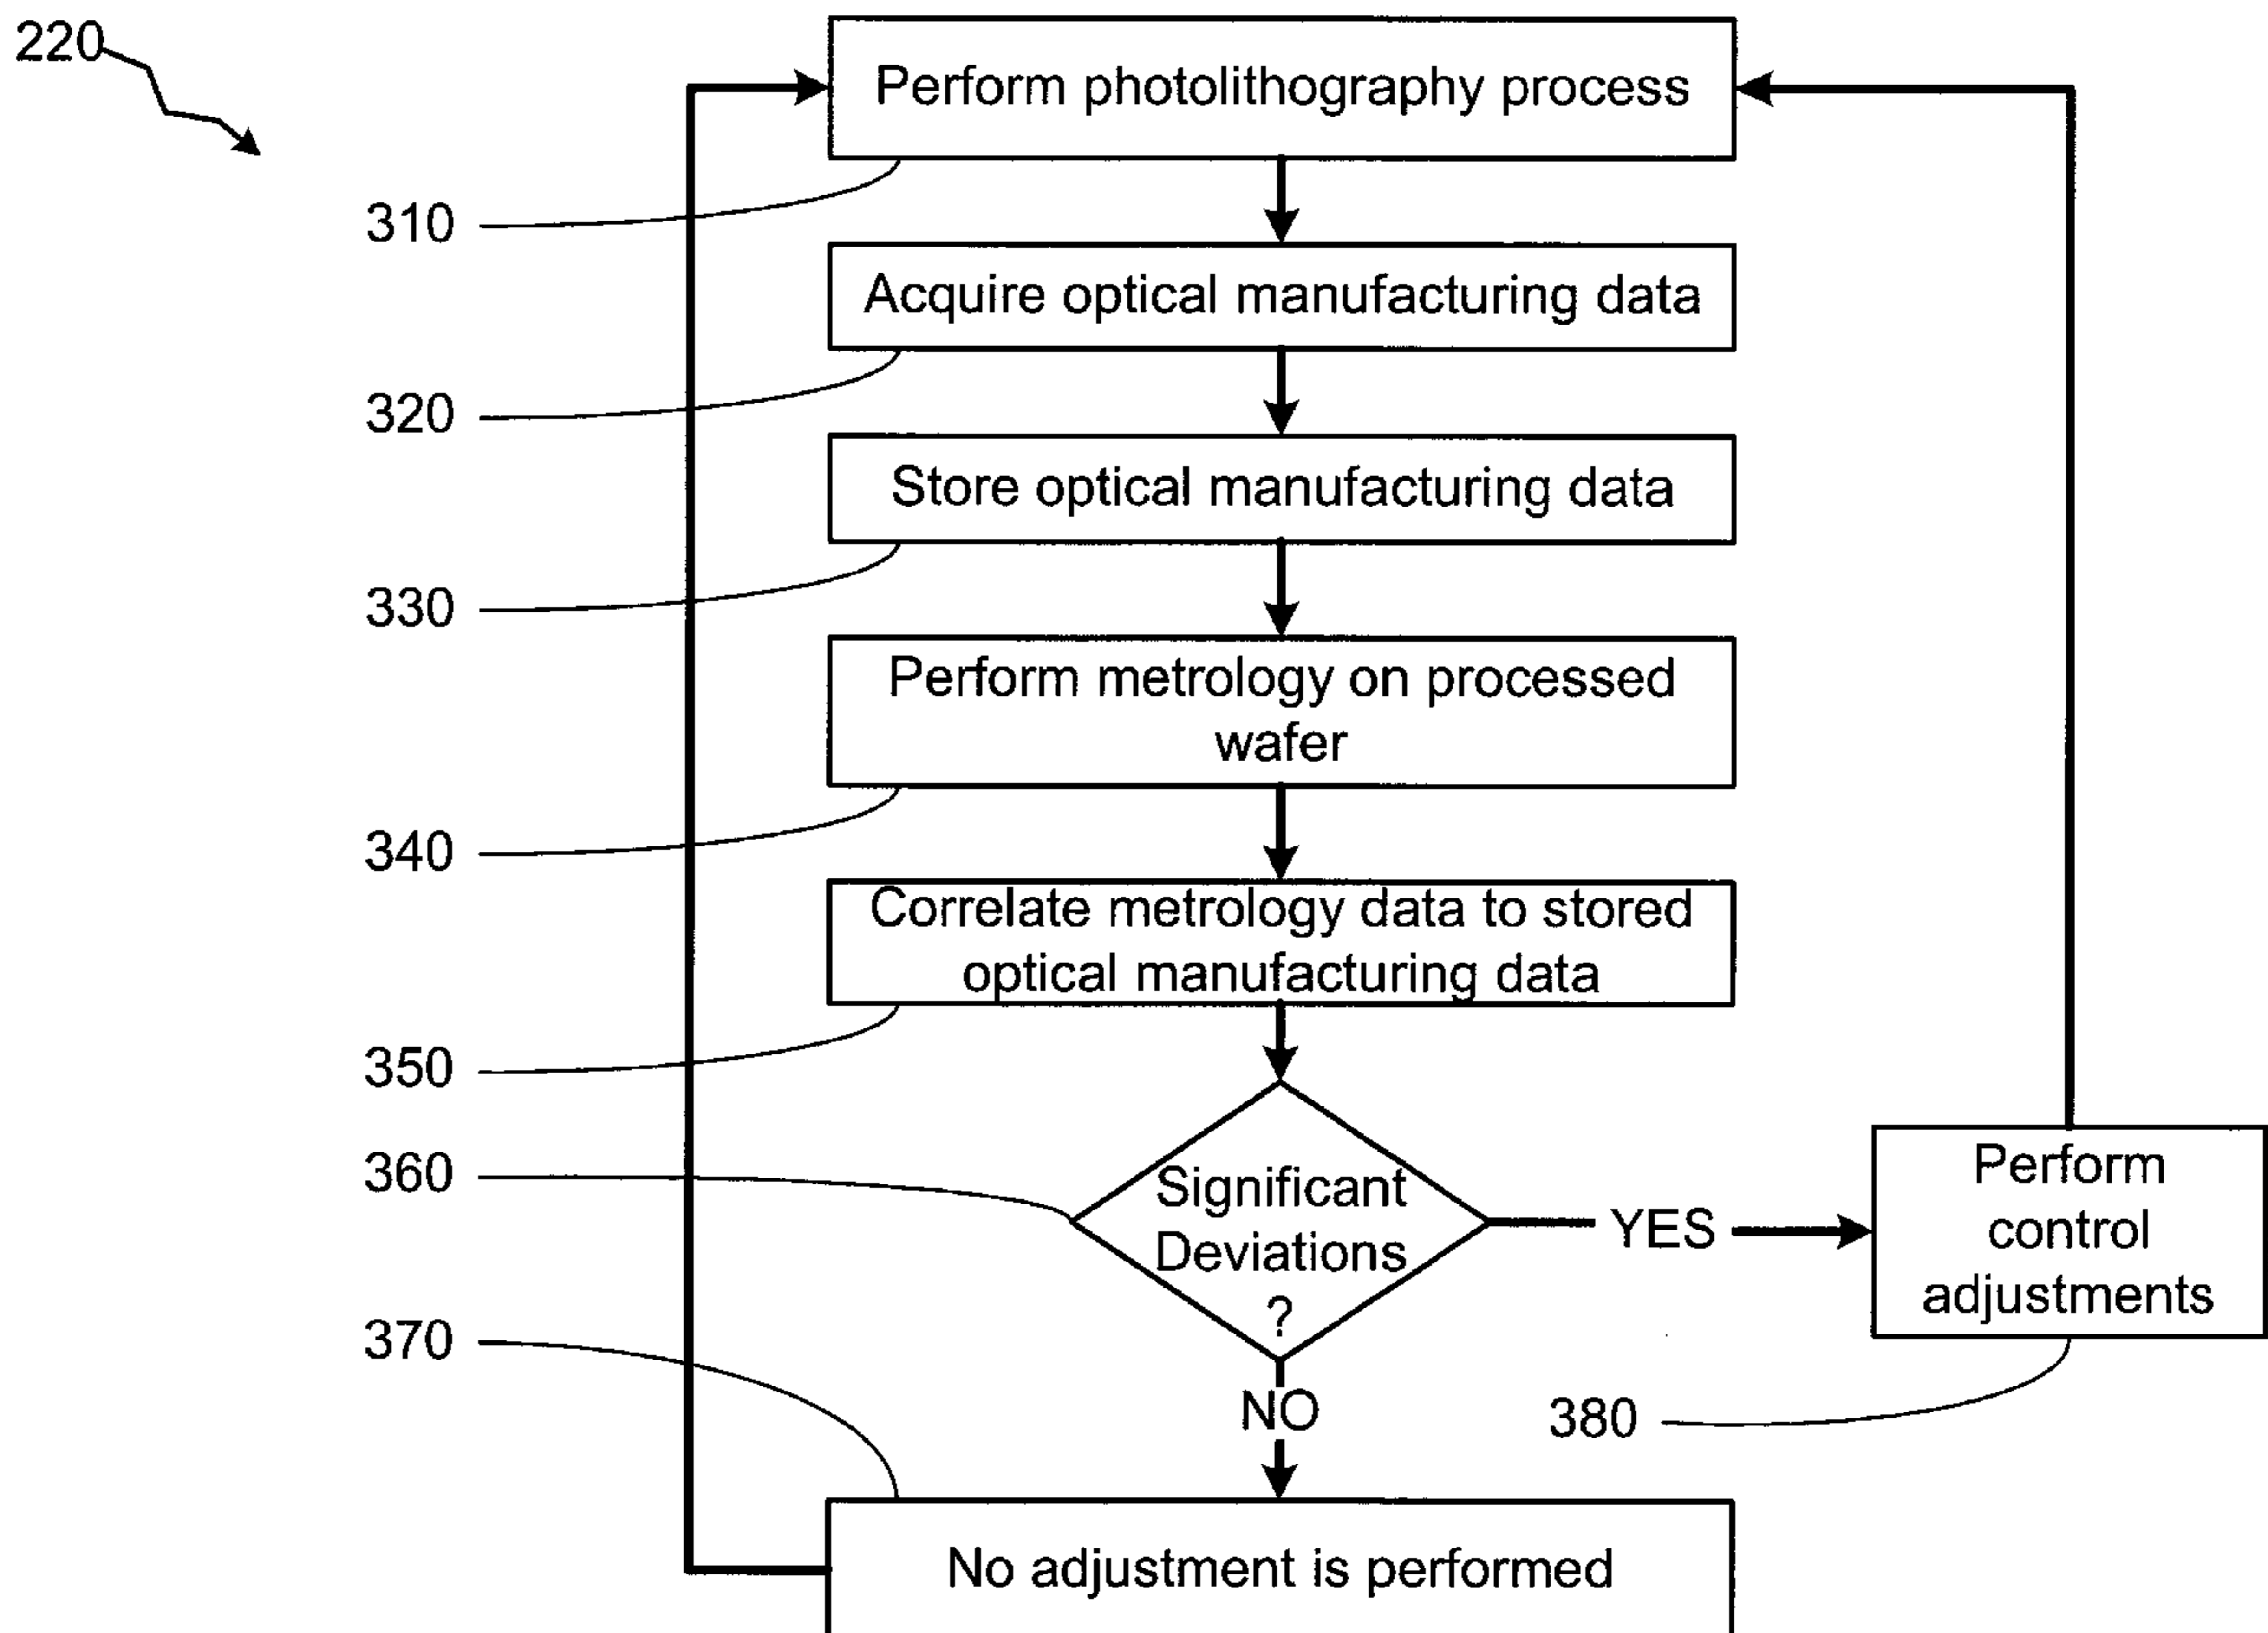 220
Perform photolithography process
310
Acquire optical manufacturing data
320
Store optical manufacturing data
330
Perform metrology on processed
wafer
340
Correlate metrology data to stored
optical manufacturing data
350
360
Significant
Deviations
?
YES
Perform
control
adjustments
370
NO
380
No adjustment is performed